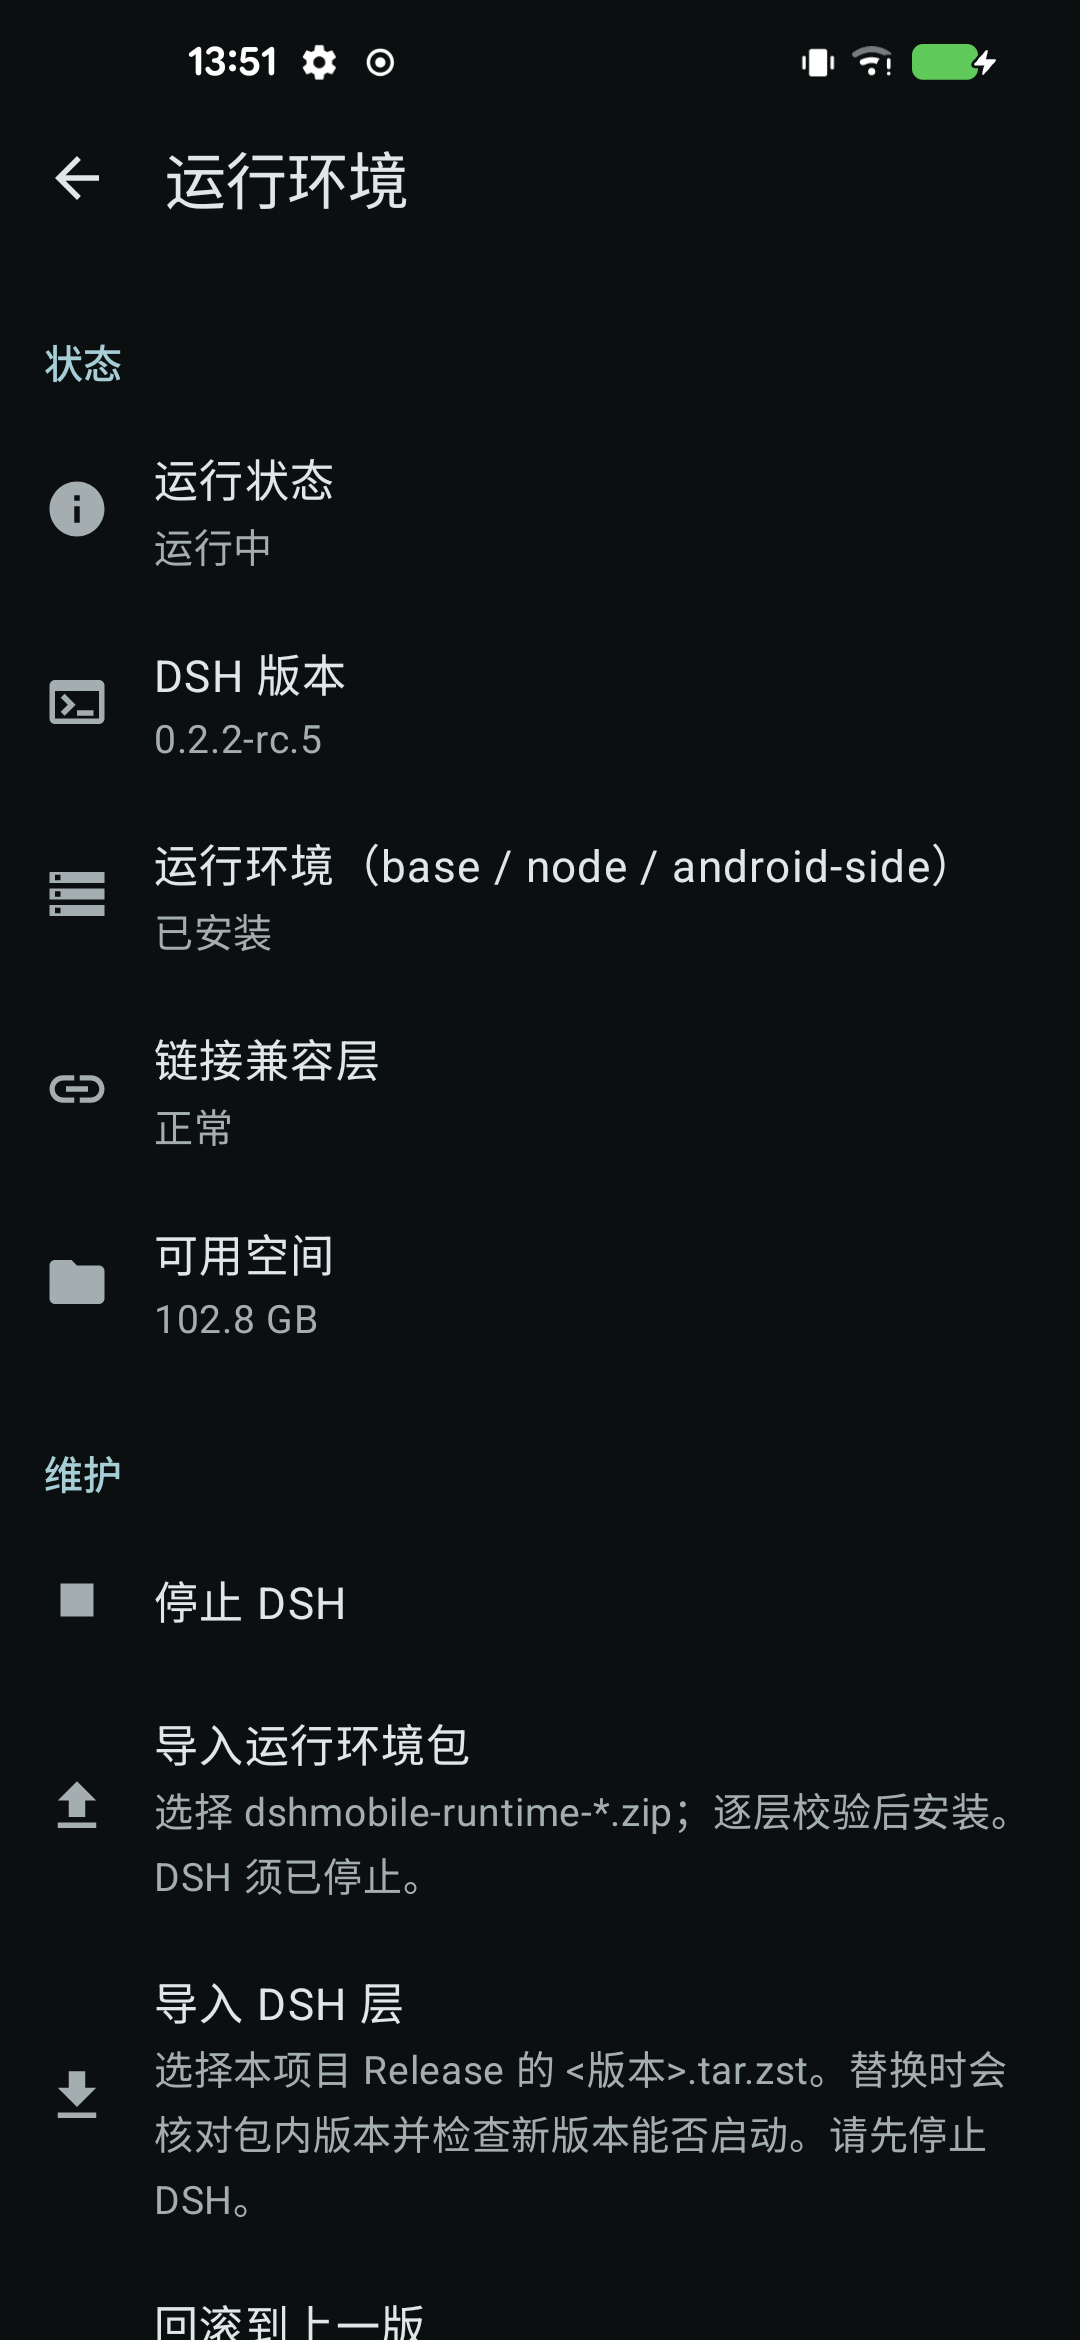 13:51
运行环境
状态
运行状态
运行中
DSH 版本
0.2.2-rc.5
运行环境（base / node / android-side）
已安装
链接兼容层
正常
可用空间
102.8 GB
维护
停止 DSH
导入运行环境包
选择 dshmobile-runtime-*.zip；逐层校验后安装。
DSH 须已停止。
导入 DSH 层
选择本项目 Release 的 <版本>.tar.zst。替换时会
核对包内版本并检查新版本能否启动。请先停止
DSH。
回滚到上一版